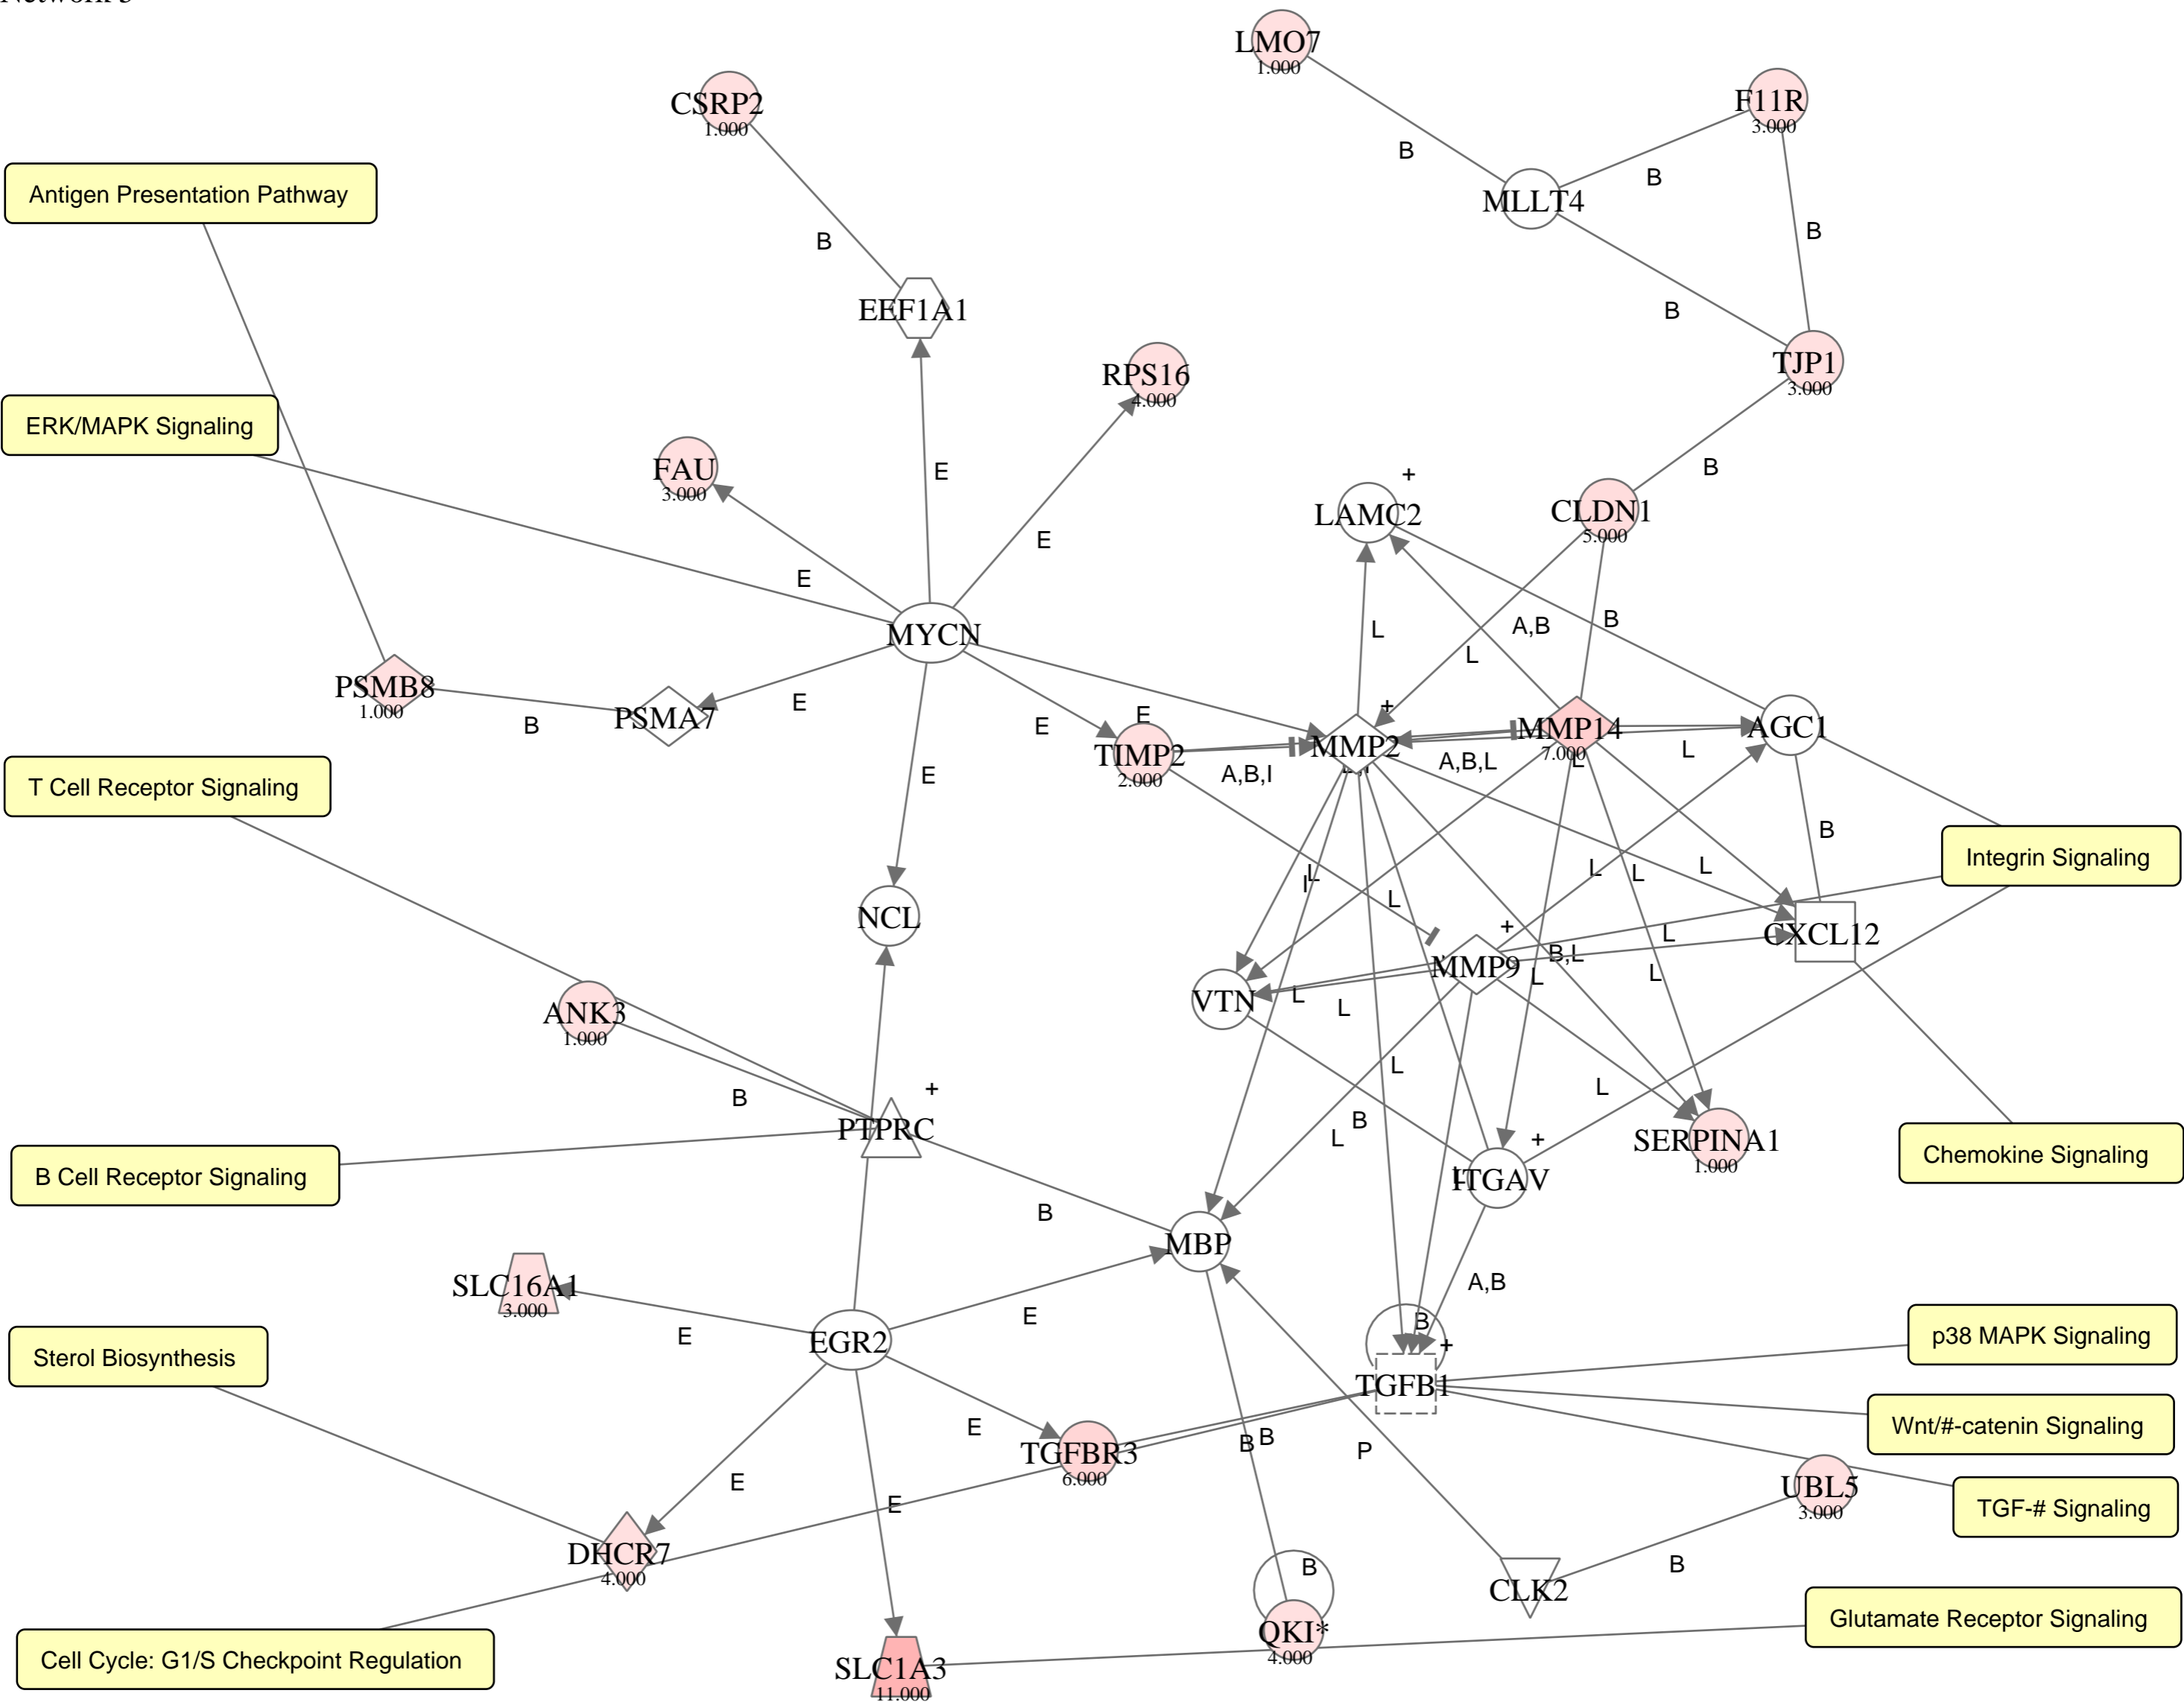 Network 3
LMO7
1.000
CSRP2
1.000
F11R
3.000
B
Antigen Presentation Pathway
B
MLLT4
B
B
EEF1A1
B
RPS16
4.000
TJP1
3.000
ERK/MAPK Signaling
FAU
3.000
E
B
+
LAMC2
CLDN1
5.000
E
E
MYCN
L
A,B
B
L
PSMB8
1.000
B
PSMA7
E
E
E
+
TIMP2
2.000
A,B,I
MMP2
A,B,L
MMP14
7.000
L
L
AGC1
T Cell Receptor Signaling
E
B
Integrin Signaling
I
L
L
L
L
L
NCL
+
L
CXCL12
MMP9
B,L
L
L
VTN
L
L
ANK3
1.000
B
+
L
L
B
L
PTPRC
+
SERPINA1
1.000
Chemokine Signaling
B Cell Receptor Signaling
L
ITGAV
B
MBP
SLC16A1
3.000
A,B
E
E
EGR2
B
+
p38 MAPK Signaling
Sterol Biosynthesis
TGFB1
Wnt/#-catenin Signaling
E
TGFBR3
6.000
B
B
P
UBL5
3.000
TGF-# Signaling
E
E
DHCR7
4.000
B
B
CLK2
Glutamate Receptor Signaling
QKI*
4.000
Cell Cycle: G1/S Checkpoint Regulation
SLC1A3
11.000